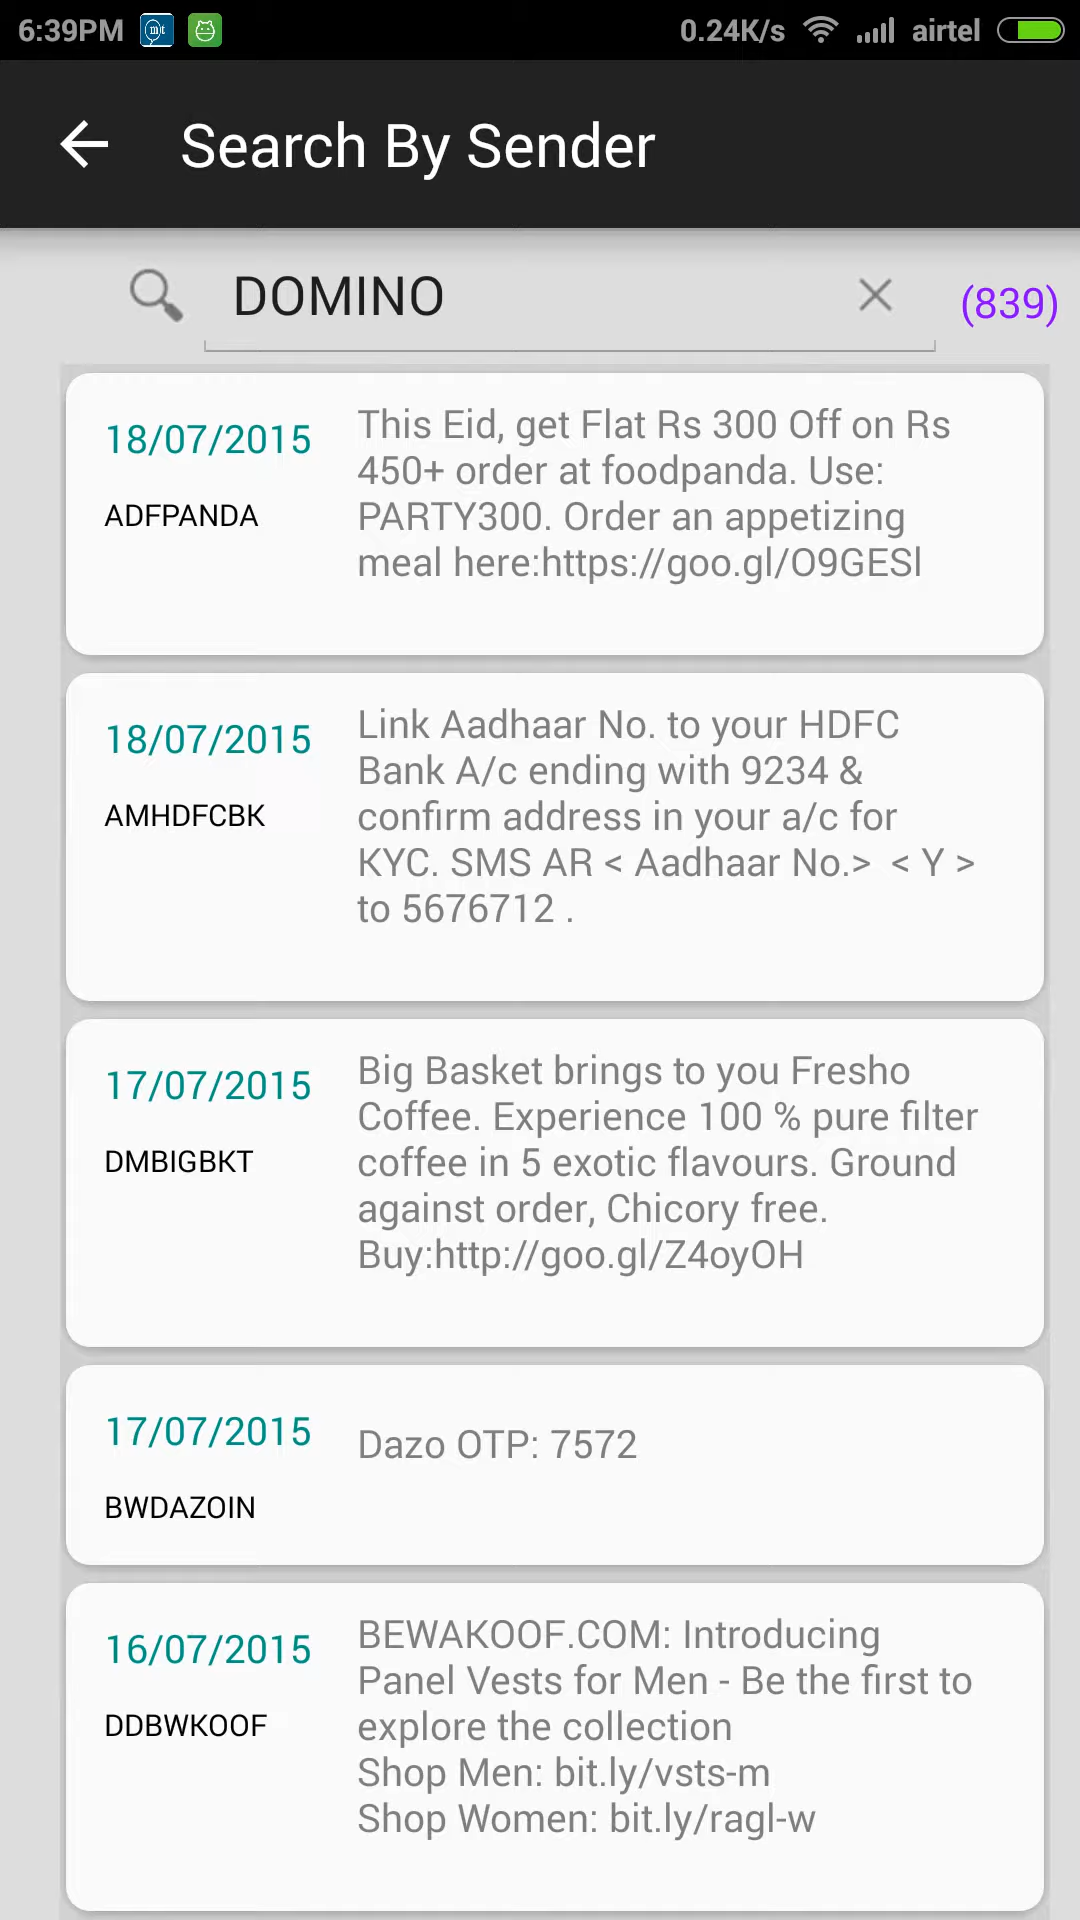 6:39PM mt 0.24K/s airtel
Search By Sender
DOMINO (839)
18/07/2015
ADFPANDA
This Eid, get Flat Rs 300 Off on Rs
450+ order at foodpanda. Use:
PARTY300. Order an appetizing
meal here:https://goo.gl/O9GESl
18/07/2015
AMHDFCBK
Link Aadhaar No. to your HDFC
Bank A/c ending with 9234 &
confirm address in your a/c for
KYC. SMS AR < Aadhaar No.>  < Y >
to 5676712 .
17/07/2015
DMBIGBKT
Big Basket brings to you Fresho
Coffee. Experience 100 % pure filter
coffee in 5 exotic flavours. Ground
against order, Chicory free.
Buy:http://goo.gl/Z4oyOH
17/07/2015
BWDAZOIN
Dazo OTP: 7572
16/07/2015
DDBWKOOF
BEWAKOOF.COM: Introducing
Panel Vests for Men - Be the first to
explore the collection
Shop Men: bit.ly/vsts-m
Shop Women: bit.ly/ragl-w